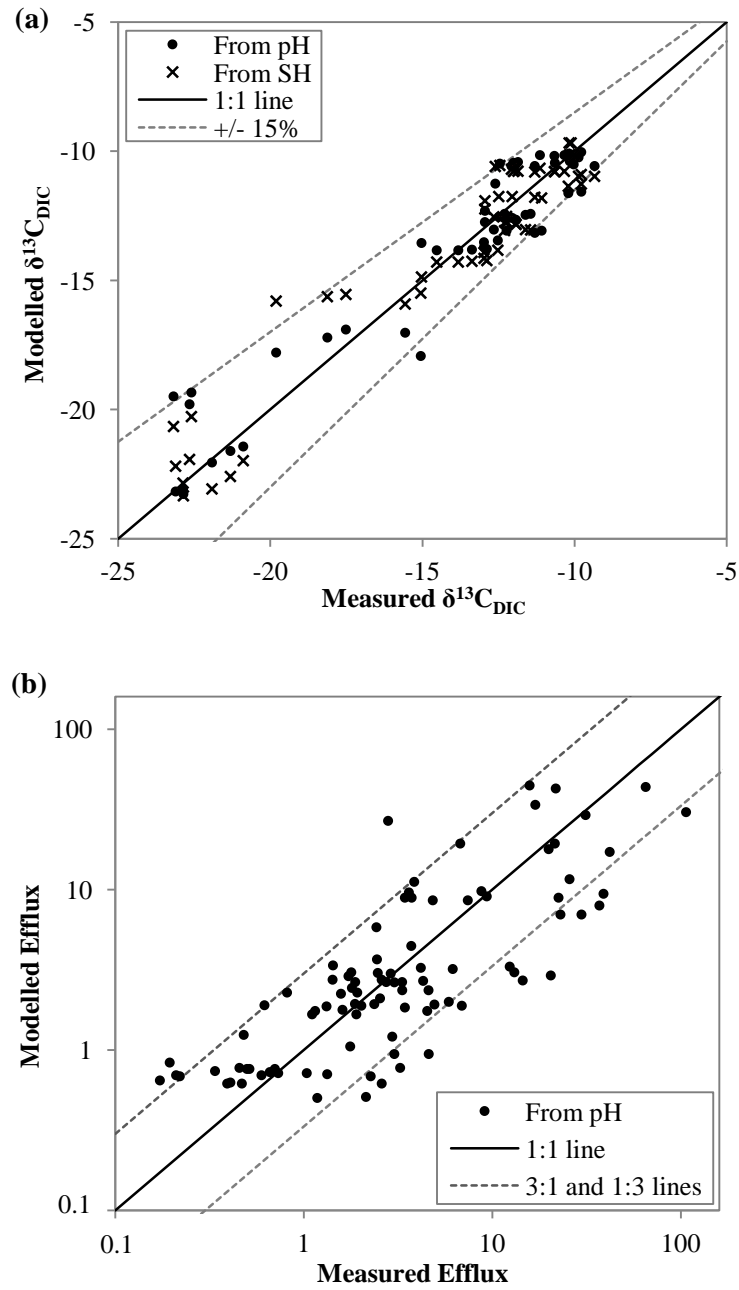 (a)
-5
From pH
From SH
1:1 line
+/- 15%
-10
Modelled δ¹³C_DIC
-15
-20
-25
-25 -20 -15 -10 -5
Measured δ¹³C_DIC
(b)
100
Modelled Efflux
10
1
From pH
1:1 line
3:1 and 1:3 lines
0.1
0.1 1 10 100
Measured Efflux